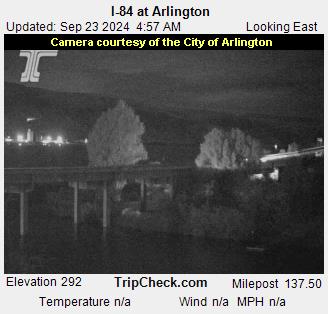 I-84 at Arlington
Updated: Sep 23 2024 4:57 AM Looking East
Camera courtesy of the City of Arlington
Elevation 292 TripCheck.com Milepost 137.50
Temperature n/a Wind n/a MPH n/a